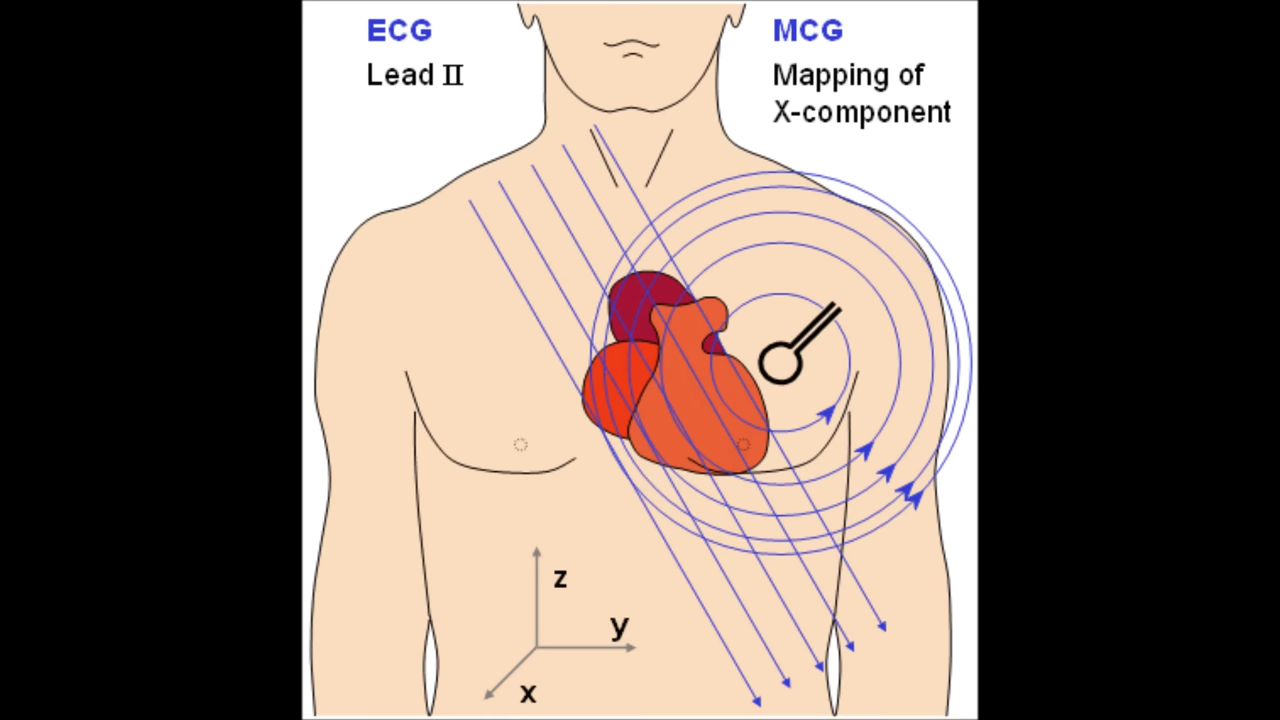 ECG
Lead II
MCG
Mapping of
X-component
z
y
x